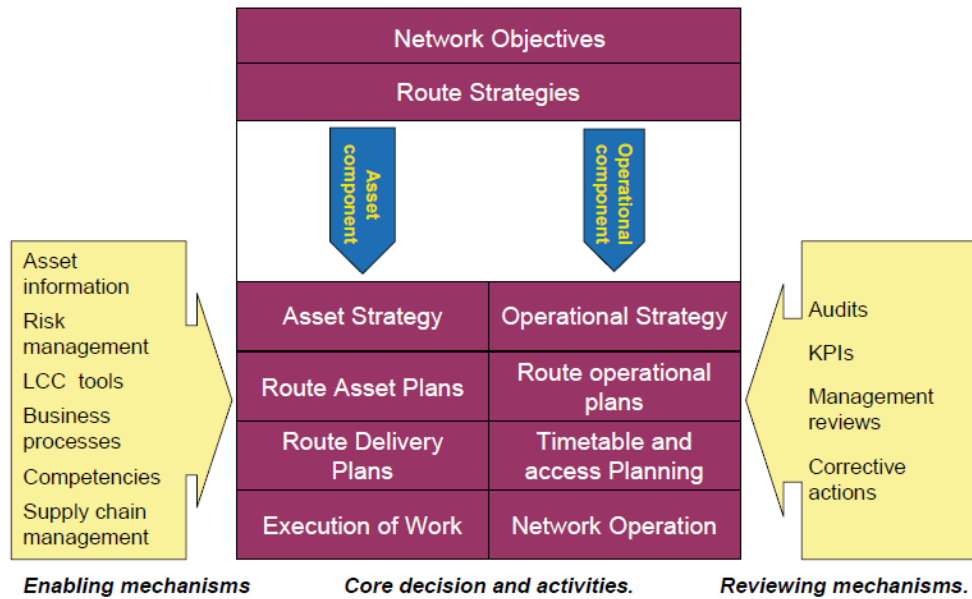 Network Objectives
Route Strategies
Asset
component
Operational
component
Asset
information
Risk
management
LCC tools
Business
processes
Competencies
Supply chain
management
Asset Strategy
Operational Strategy
Route Asset Plans
Route operational
plans
Route Delivery
Plans
Timetable and
access Planning
Execution of Work
Network Operation
Audits
KPIs
Management
reviews
Corrective
actions
Enabling mechanisms
Core decision and activities.
Reviewing mechanisms.